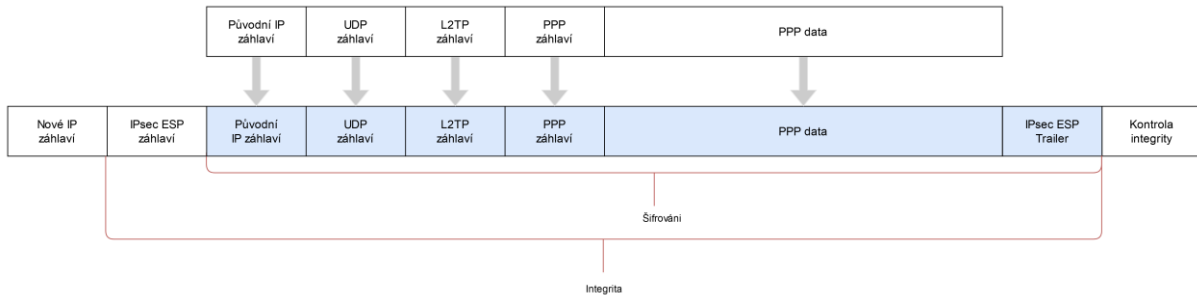 Původní IP
záhlaví
UDP
záhlaví
L2TP
záhlaví
PPP
záhlaví
PPP data
Nové IP
záhlaví
IPsec ESP
záhlaví
Původní
IP záhlaví
UDP
záhlaví
L2TP
záhlaví
PPP
záhlaví
PPP data
IPsec ESP
Trailer
Kontrola
integrity
Šifrováni
Integrita